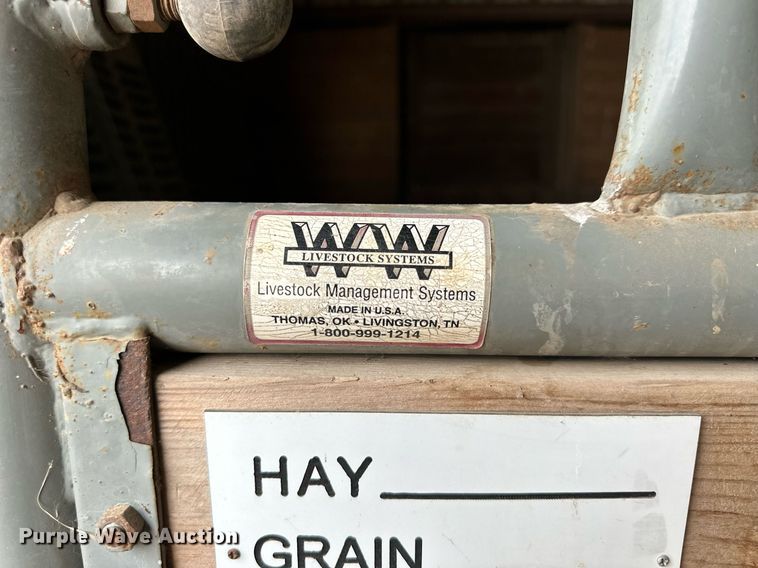 WW
LIVESTOCK SYSTEMS
Livestock Management Systems
MADE IN U.S.A.
THOMAS, OK • LIVINGSTON, TN
1-800-999-1214
HAY
GRAIN
Purple Wave Auction